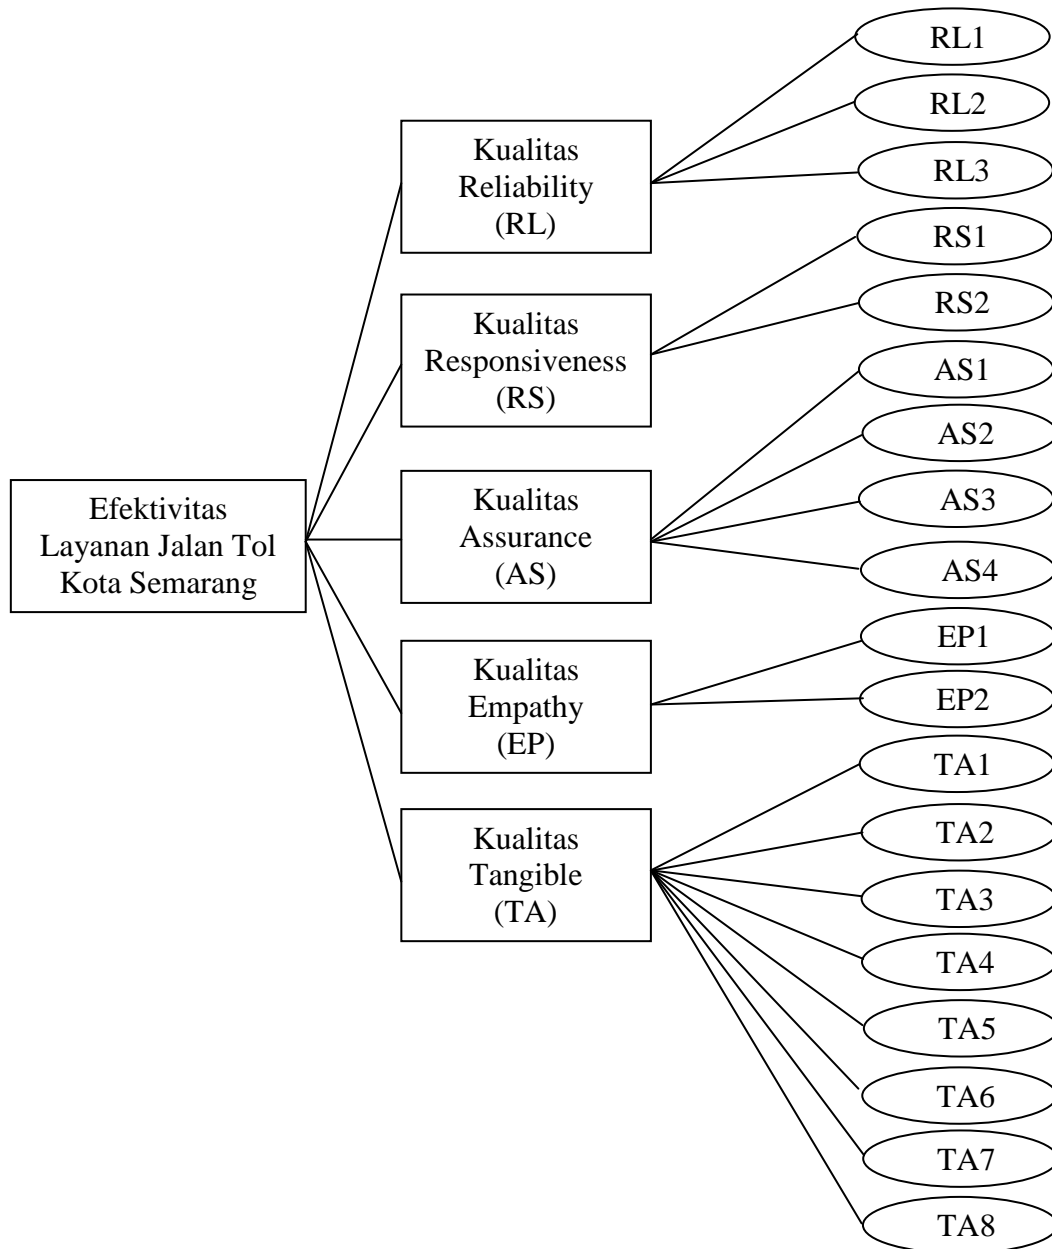 Efektivitas
Layanan Jalan Tol
Kota Semarang
Kualitas
Reliability
(RL)
Kualitas
Responsiveness
(RS)
Kualitas
Assurance
(AS)
Kualitas
Empathy
(EP)
Kualitas
Tangible
(TA)
RL1
RL2
RL3
RS1
RS2
AS1
AS2
AS3
AS4
EP1
EP2
TA1
TA2
TA3
TA4
TA5
TA6
TA7
TA8